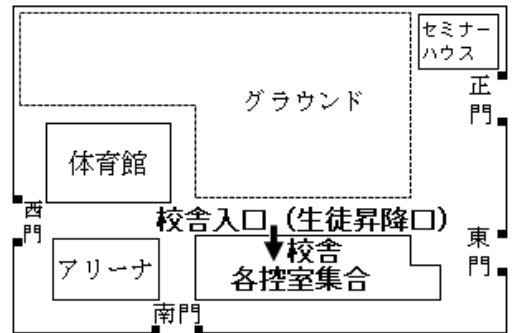 セミナー
ハウス
正門
グラウンド
体育館
西門
校舎入口（生徒昇降口）
校舎
各控室集合
東門
アリーナ
南門